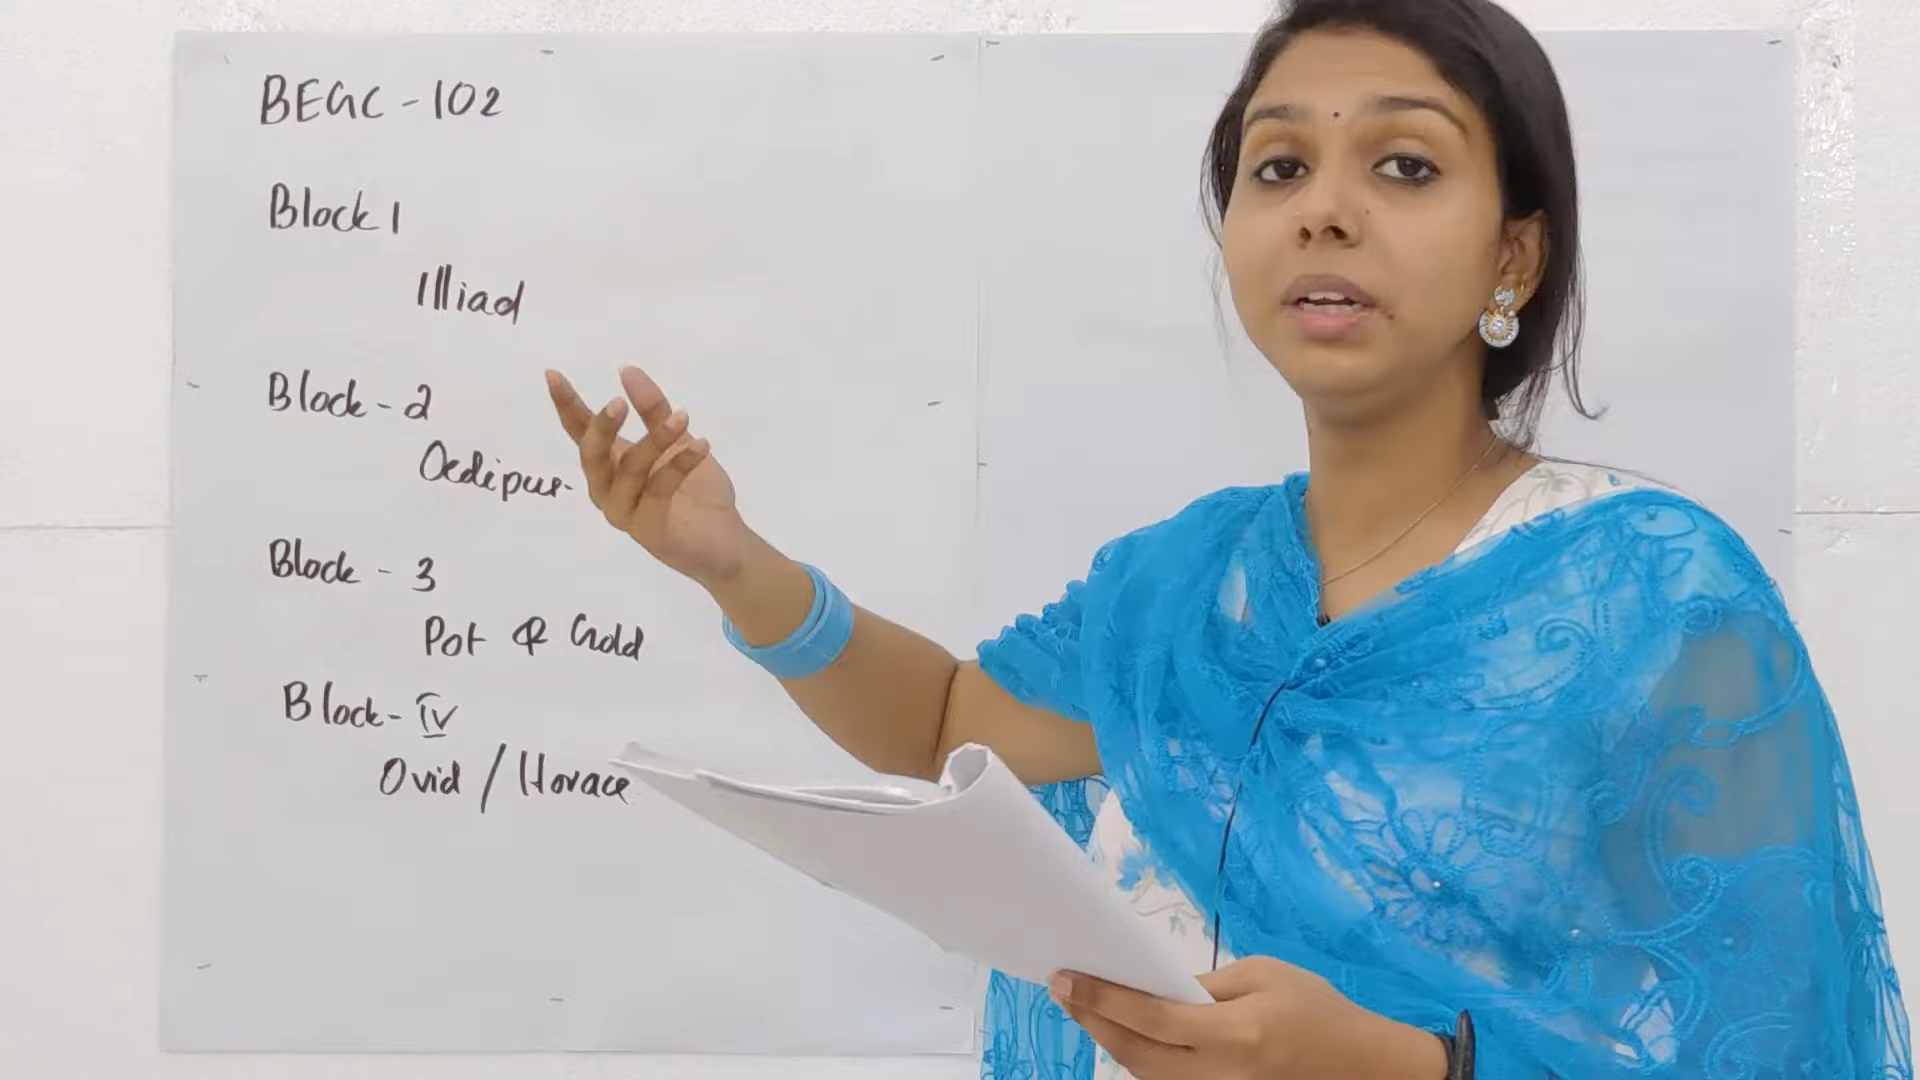 BEGC - 102
Block 1
Illiad
Block - 2
Oedipus
Block - 3
Pot of Gold
Block - IV
Ovid / Horace